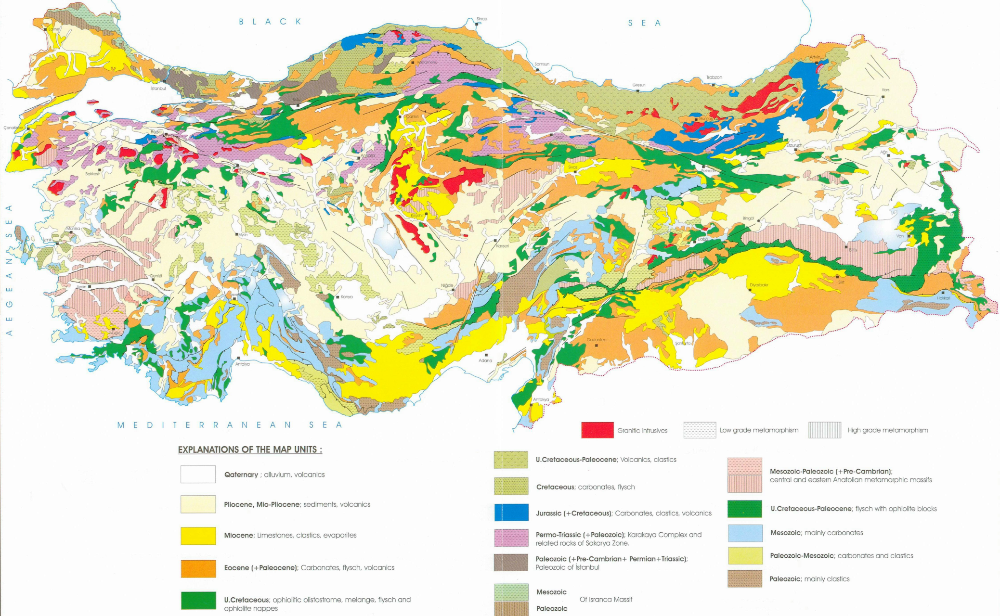 BLACK SEA
Sinop
Edirne
Kastamonu
Samsun
Artvin
Trabzon
İstanbul
Giresun
Kars
Bolu
Çankırı
Çanakkale
Bursa
Tokat
Erzurum
Ankara
Ağrı
Balıkesir
Eskişehir
Sivas
Erzincan
Kırşehir
Bingöl
Manisa
Afyon
Elazığ
Van
İzmir
Kayseri
Bitlis
AEGEAN SEA
Denizli
Aydın
Niğde
Diyarbakır
Siirt
Konya
Hakkari
Muğla
Gaziantep
Şanlıurfa
Antalya
Adana
Antakya
MEDITERRANEAN SEA
Granitic intrusives
Low grade metamorphism
High grade metamorphism
EXPLANATIONS OF THE MAP UNITS :
Qaternary ; alluvium, volcanics
Pliocene, Mio-Pliocene; sediments, volcanics
Miocene; Limestones, clastics, evaporites
Eocene (+Paleocene); Carbonates, flysch, volcanics
U.Cretaceous; ophiolitic olistostrome, melange, flysch and
ophiolite nappes
U.Cretaceous-Paleocene; Volcanics, clastics
Cretaceous; carbonates, flysch
Jurassic (+Cretaceous); Carbonates, clastics, volcanics
Permo-Triassic (+Paleozoic); Karakaya Complex and
related rocks of Sakarya Zone.
Paleozoic (+Pre-Cambrian+ Permian+Triassic);
Paleozoic of İstanbul
Mesozoic
Of Isranca Massif
Paleozoic
Mesozoic-Paleozoic (+Pre-Cambrian);
central and eastern Anatolian metamorphic massifs
U.Cretaceous-Paleocene; flysch with ophiolite blocks
Mesozoic; mainly carbonates
Paleozoic-Mesozoic; carbonates and clastics
Paleozoic; mainly clastics